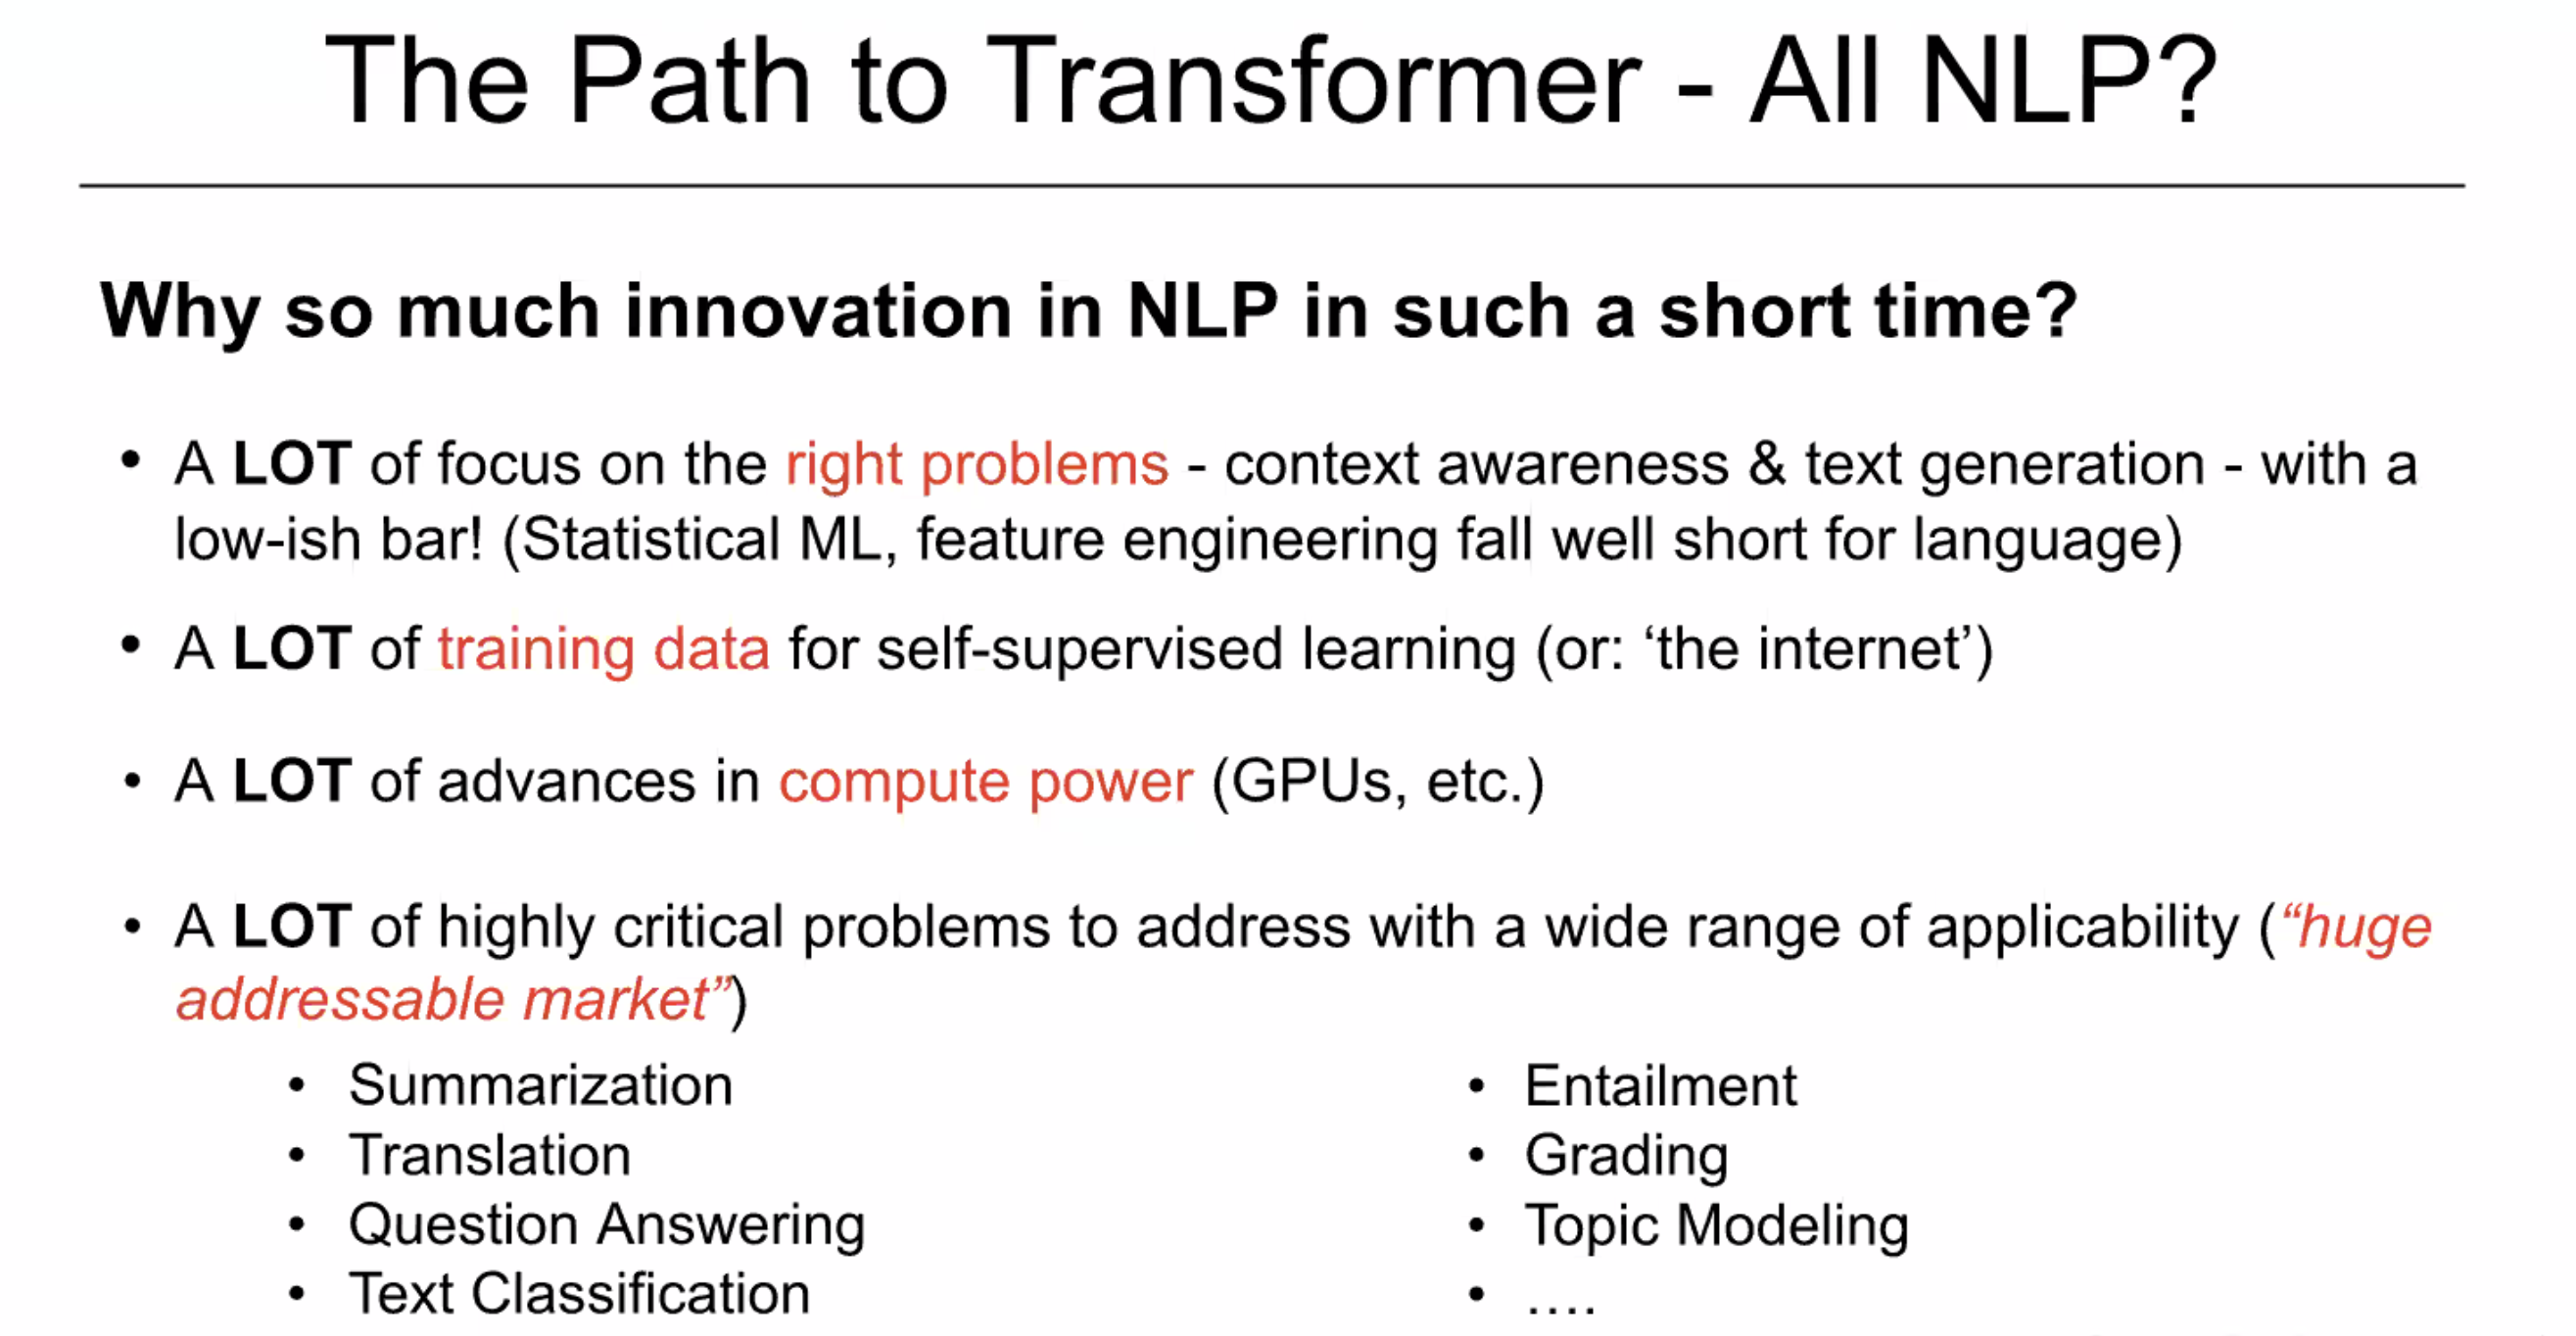 The Path to Transformer - All NLP?
Why so much innovation in NLP in such a short time?
• A LOT of focus on the right problems - context awareness & text generation - with a
low-ish bar! (Statistical ML, feature engineering fall well short for language)
• A LOT of training data for self-supervised learning (or: ‘the internet’)
• A LOT of advances in compute power (GPUs, etc.)
• A LOT of highly critical problems to address with a wide range of applicability (“huge
addressable market”)
• Summarization
• Translation
• Question Answering
• Text Classification
• Entailment
• Grading
• Topic Modeling
• ....